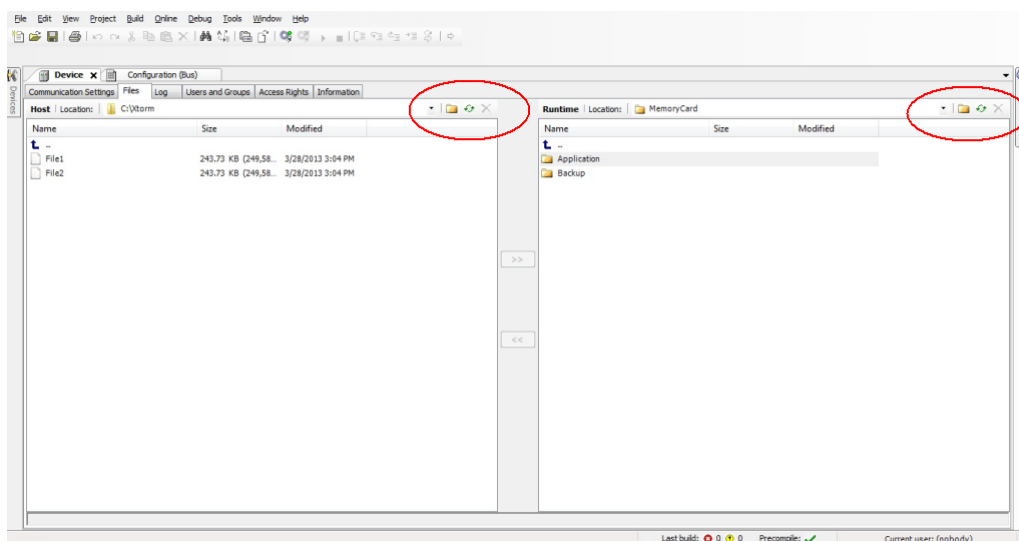 File Edit View Project Build Online Debug Tools Window Help
Device X Configuration (Bus)
Devices
Communication Settings Files Log Users and Groups Access Rights Information
Host Location: C:\Xtorm
Runtime Location: MemoryCard
Name Size Modified
Name Size Modified
..
..
File1 243.73 KB (249,58... 3/28/2013 3:04 PM
Application
File2 243.73 KB (249,58... 3/28/2013 3:04 PM
Backup
>>
<<
Last build: 0 0 Precompile: Current user: (nobody)